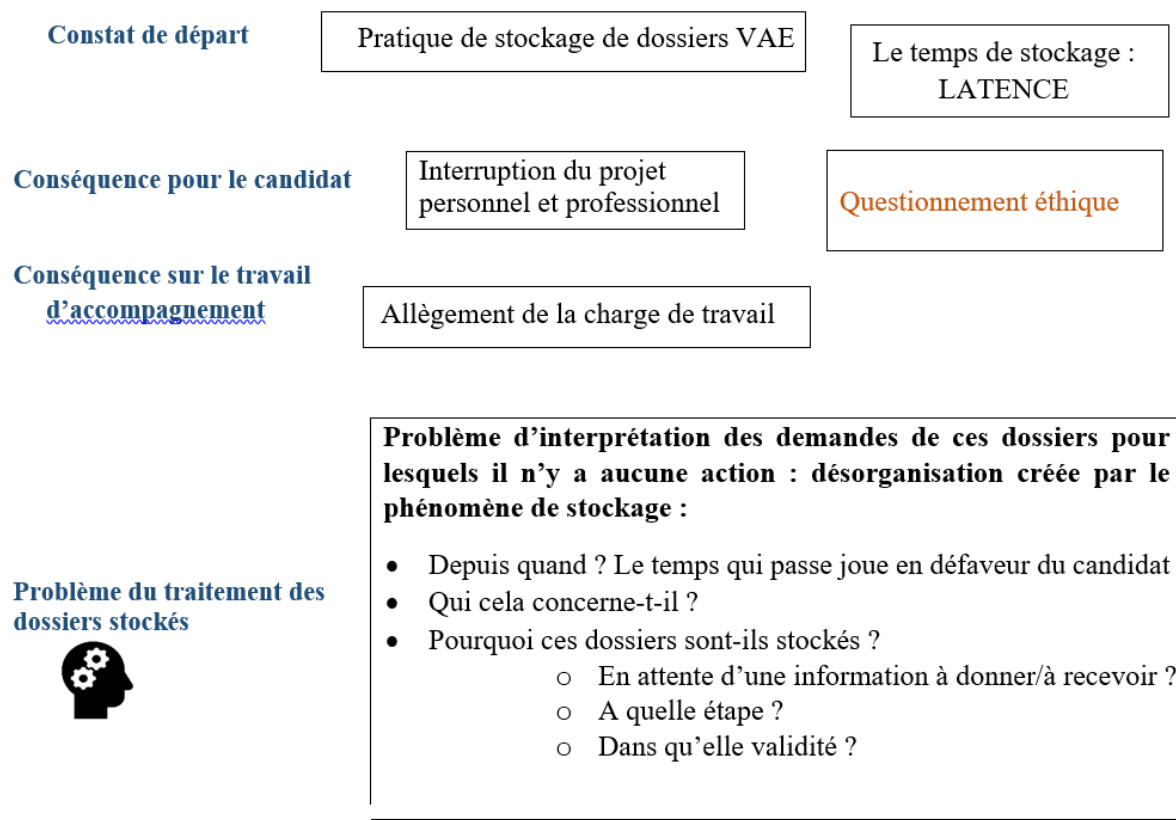 Constat de départ
Pratique de stockage de dossiers VAE
Le temps de stockage :
LATENCE
Conséquence pour le candidat
Interruption du projet
personnel et professionnel
Questionnement éthique
Conséquence sur le travail
d’accompagnement
Allègement de la charge de travail
Problème du traitement des
dossiers stockés
Problème d’interprétation des demandes de ces dossiers pour
lesquels il n’y a aucune action : désorganisation créée par le
phénomène de stockage :
• Depuis quand ? Le temps qui passe joue en défaveur du candidat
• Qui cela concerne-t-il ?
• Pourquoi ces dossiers sont-ils stockés ?
o En attente d’une information à donner/à recevoir ?
o A quelle étape ?
o Dans qu’elle validité ?